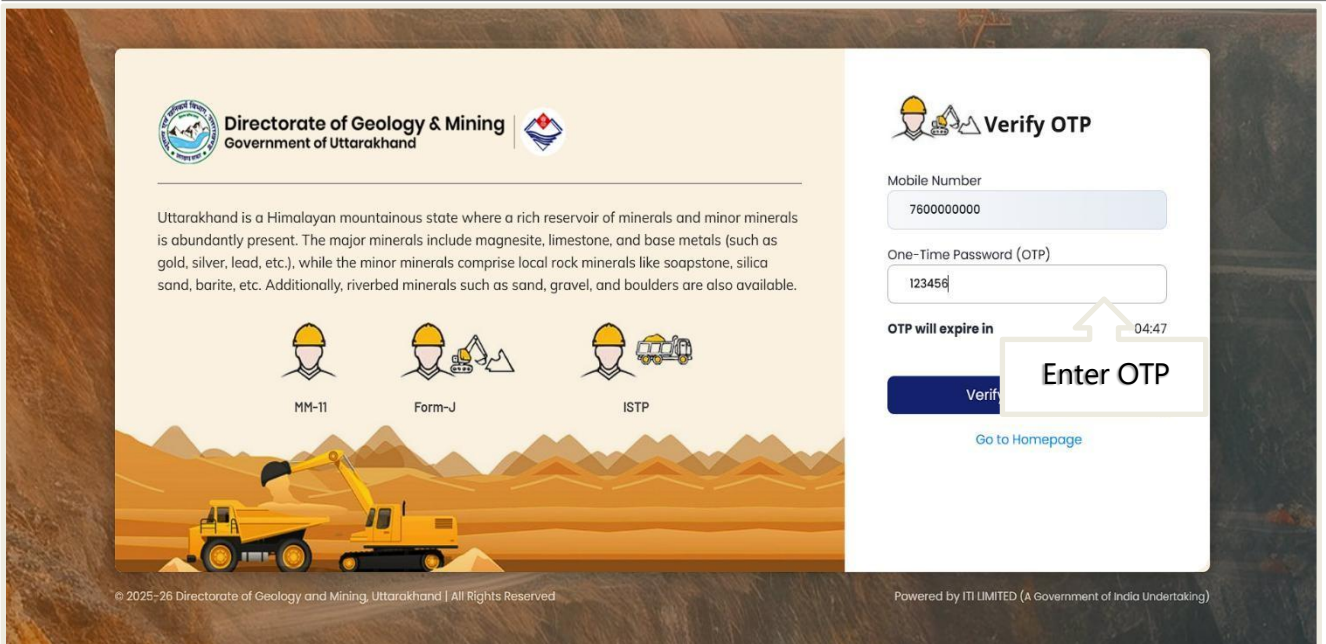 Directorate of Geology & Mining
Government of Uttarakhand
Uttarakhand is a Himalayan mountainous state where a rich reservoir of minerals and minor minerals
is abundantly present. The major minerals include magnesite, limestone, and base metals (such as
gold, silver, lead, etc.), while the minor minerals comprise local rock minerals like soapstone, silica
sand, barite, etc. Additionally, riverbed minerals such as sand, gravel, and boulders are also available.
MM-11
Form-J
ISTP
Verify OTP
Mobile Number
7600000000
One-Time Password (OTP)
123456
OTP will expire in 04:47
Enter OTP
Verify
Go to Homepage
© 2025-26 Directorate of Geology and Mining, Uttarakhand | All Rights Reserved
Powered by ITI LIMITED (A Government of India Undertaking)